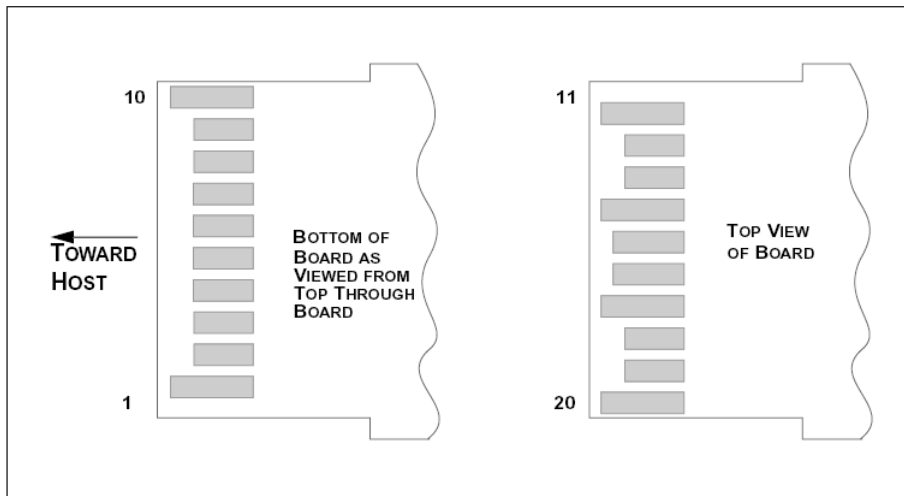 10
TOWARD
HOST
1
BOTTOM OF
BOARD AS
VIEWED FROM
TOP THROUGH
BOARD
11
20
TOP VIEW
OF BOARD